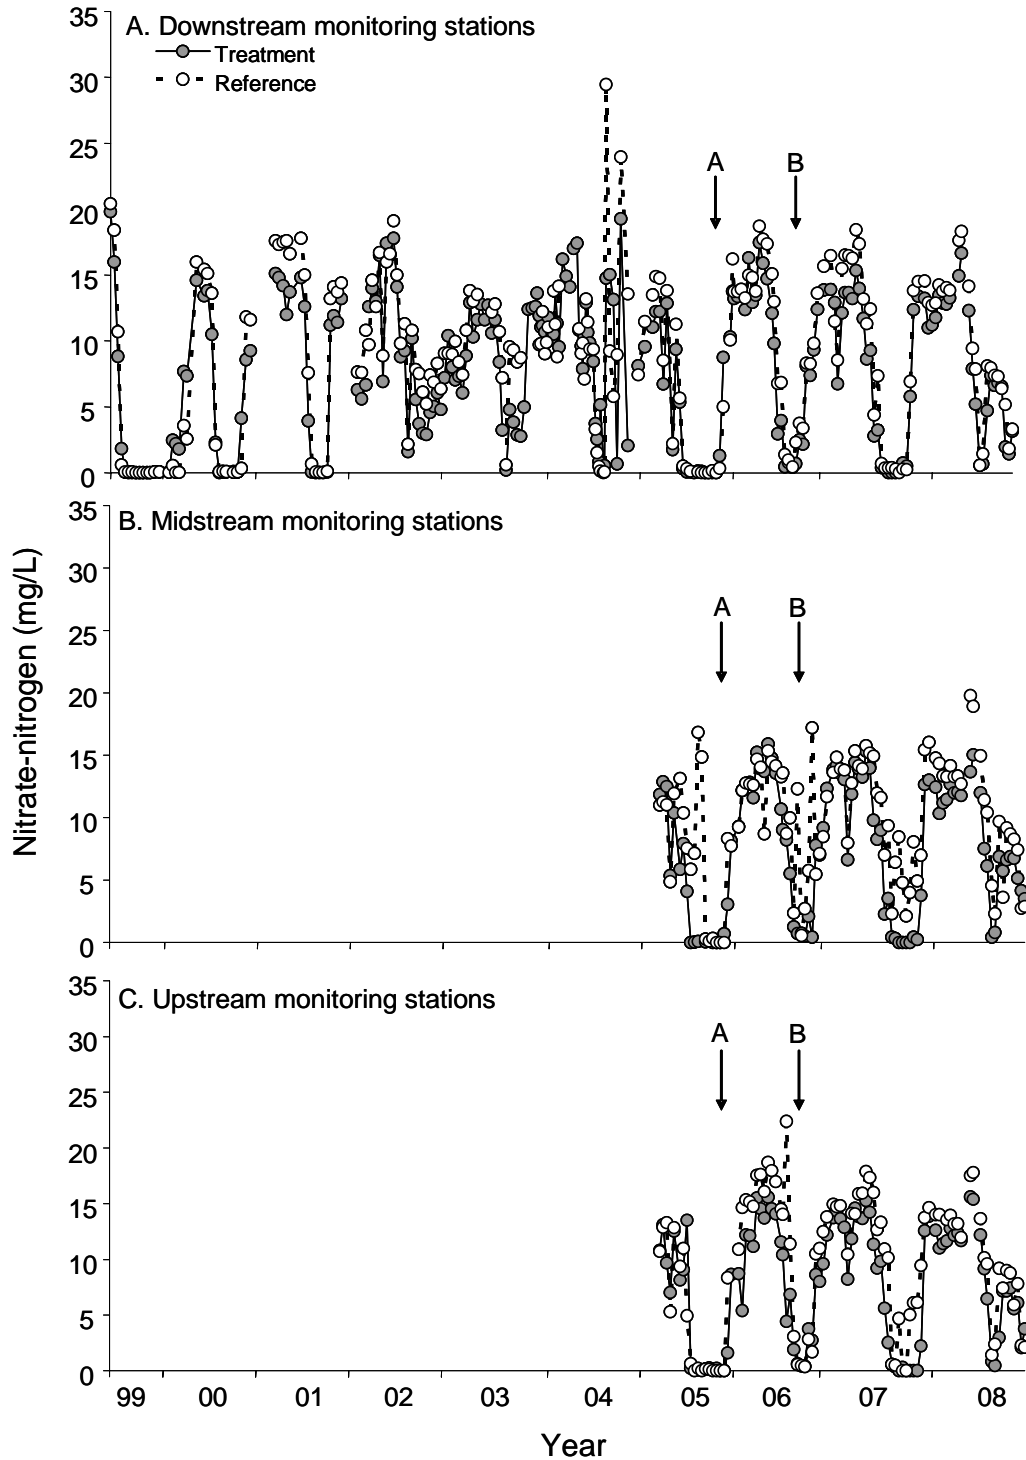 A. Downstream monitoring stations
Treatment
Reference
35
30
25
20
15
10
5
0
A
B
B. Midstream monitoring stations
35
30
25
20
15
10
5
0
A
B
Nitrate-nitrogen (mg/L)
C. Upstream monitoring stations
35
30
25
20
15
10
5
0
A
B
99 00 01 02 03 04 05 06 07 08
Year